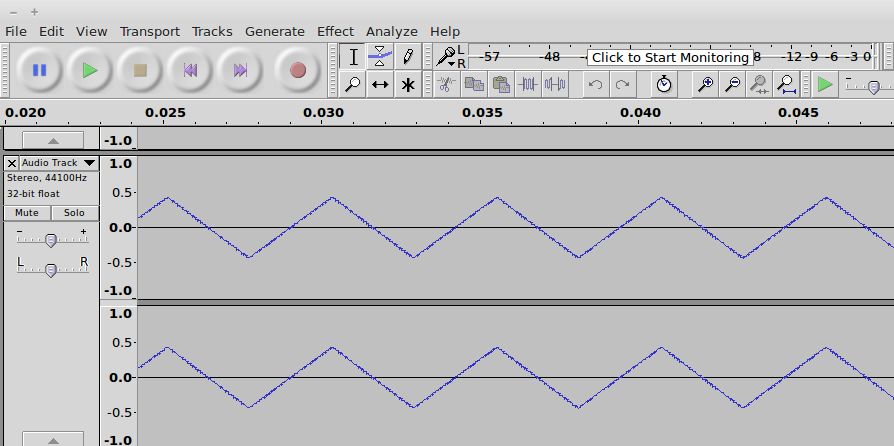 File Edit View Transport Tracks Generate Effect Analyze Help
L
R
-57 -48 Click to Start Monitoring 8 -12 -9 -6 -3 0
0.020 0.025 0.030 0.035 0.040 0.045
-1.0
Audio Track
Stereo, 44100Hz
32-bit float
Mute Solo
- +
L R
1.0
0.5
0.0
-0.5
-1.0
1.0
0.5
0.0
-0.5
-1.0